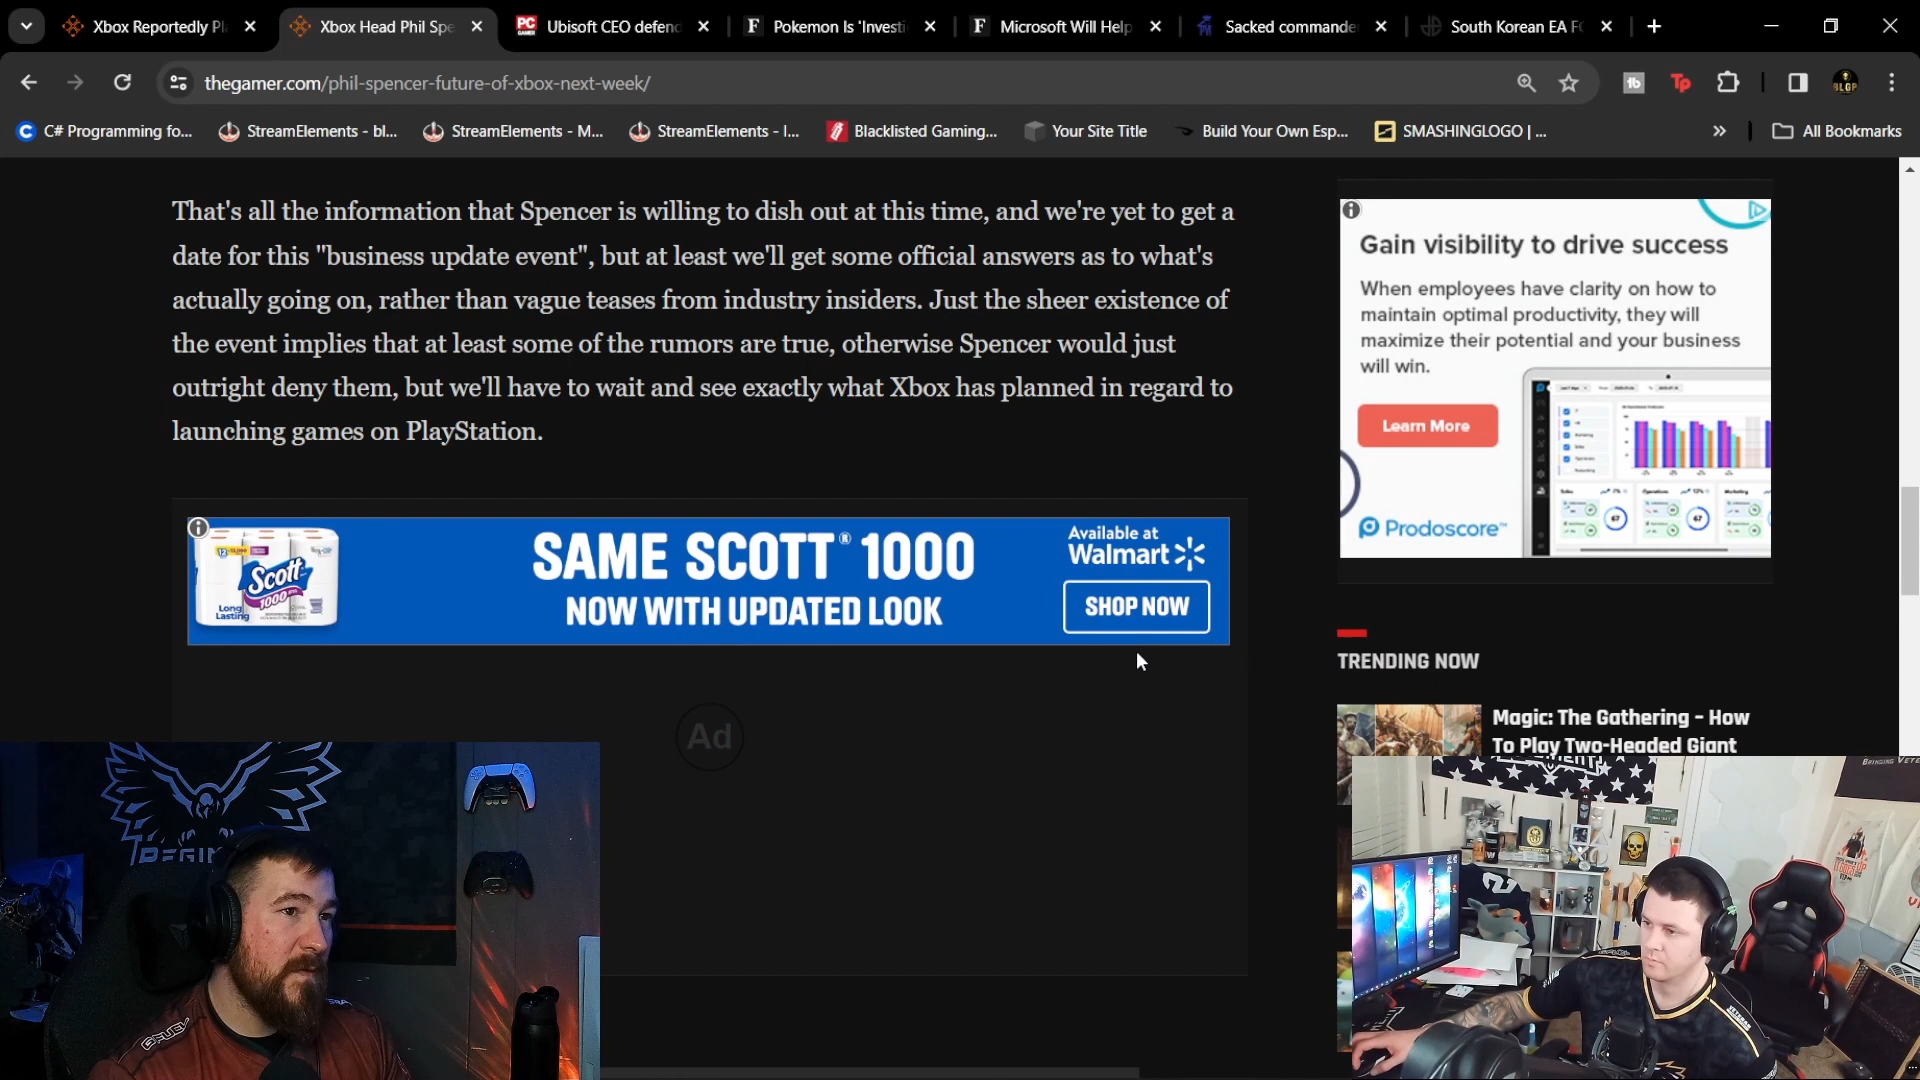 Xbox Reportedly Pl
Xbox Head Phil Spe
PC GAMER
Ubisoft CEO defend
F
Pokemon Is 'Investi
F
Microsoft Will Help
Sacked commande
South Korean EA F
thegamer.com/phil-spencer-future-of-xbox-next-week/
tb
Tp
BLGP
C
C# Programming fo...
StreamElements - bl...
StreamElements - M...
StreamElements - I...
Blacklisted Gaming...
Your Site Title
Build Your Own Esp...
SMASHINGLOGO | ...
»
All Bookmarks
That's all the information that Spencer is willing to dish out at this time, and we're yet to get a
date for this "business update event", but at least we'll get some official answers as to what's
actually going on, rather than vague teases from industry insiders. Just the sheer existence of
the event implies that at least some of the rumors are true, otherwise Spencer would just
outright deny them, but we'll have to wait and see exactly what Xbox has planned in regard to
launching games on PlayStation.
Gain visibility to drive success
When employees have clarity on how to
maintain optimal productivity, they will
maximize their potential and your business
will win.
Learn More
Prodoscore™
Scott
1000
Long
Lasting
SAME SCOTT® 1000
NOW WITH UPDATED LOOK
Available at
Walmart
SHOP NOW
Ad
TRENDING NOW
Magic: The Gathering – How
To Play Two-Headed Giant